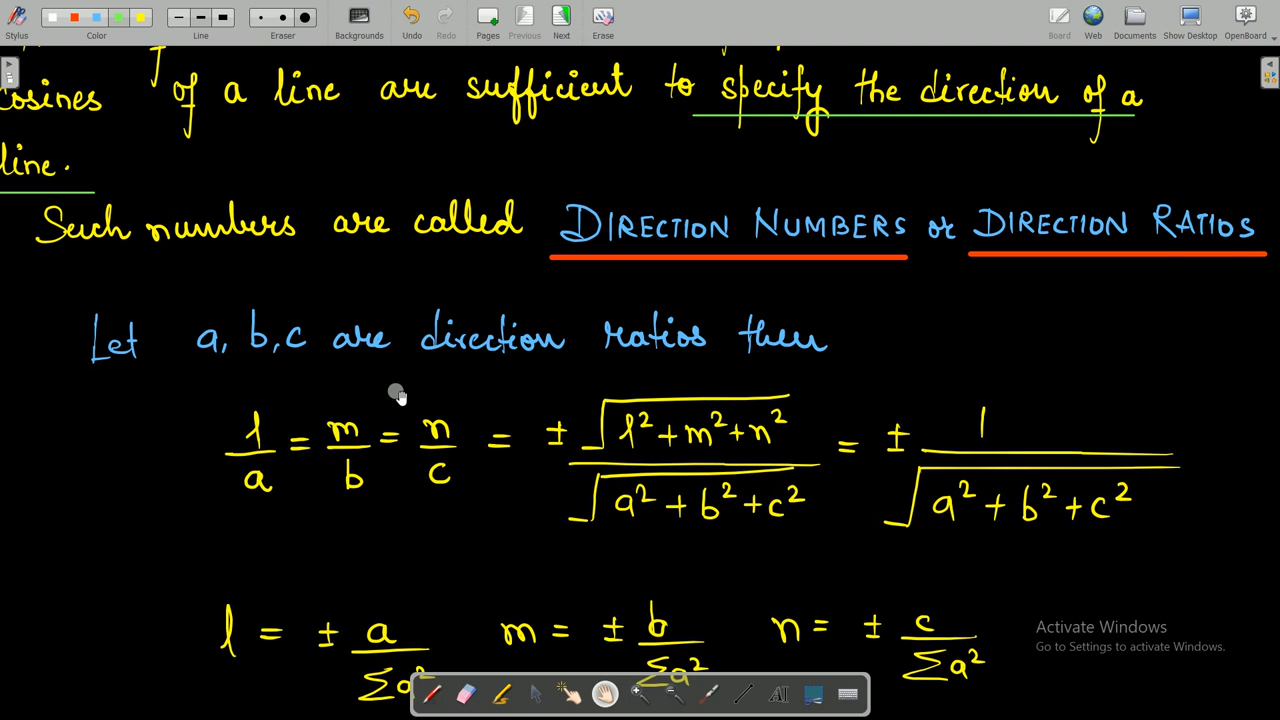 Stylus Color Line Eraser Backgrounds Undo Redo Pages Previous Next Erase Board Web Documents Show Desktop OpenBoard
cosines of a line are sufficient to specify the direction of a
line.
Such numbers are called DIRECTION NUMBERS or DIRECTION RATIOS
Let a, b, c are direction ratios then
l/a = m/b = n/c = ± √(l² + m² + n²) / √(a² + b² + c²) = ± 1 / √(a² + b² + c²)
l = ± a / Σa² m = ± b / Σa² n = ± c / Σa²
Activate Windows
Go to Settings to activate Windows.